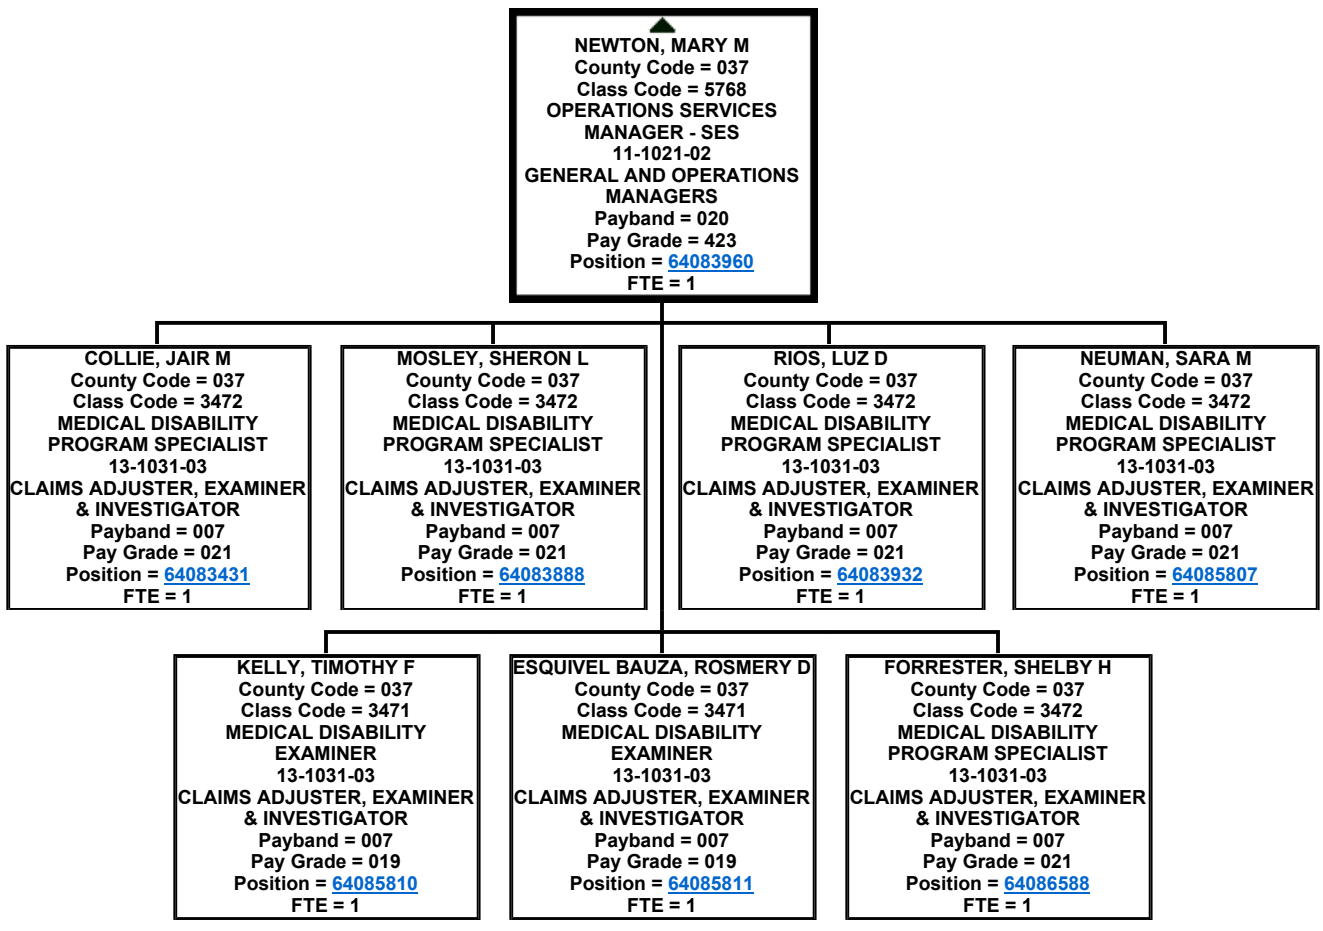 NEWTON, MARY M
County Code = 037
Class Code = 5768
OPERATIONS SERVICES
MANAGER - SES
11-1021-02
GENERAL AND OPERATIONS
MANAGERS
Payband = 020
Pay Grade = 423
Position = 64083960
FTE = 1
COLLIE, JAIR M
County Code = 037
Class Code = 3472
MEDICAL DISABILITY
PROGRAM SPECIALIST
13-1031-03
CLAIMS ADJUSTER, EXAMINER
& INVESTIGATOR
Payband = 007
Pay Grade = 021
Position = 64083431
FTE = 1
MOSLEY, SHERON L
County Code = 037
Class Code = 3472
MEDICAL DISABILITY
PROGRAM SPECIALIST
13-1031-03
CLAIMS ADJUSTER, EXAMINER
& INVESTIGATOR
Payband = 007
Pay Grade = 021
Position = 64083888
FTE = 1
RIOS, LUZ D
County Code = 037
Class Code = 3472
MEDICAL DISABILITY
PROGRAM SPECIALIST
13-1031-03
CLAIMS ADJUSTER, EXAMINER
& INVESTIGATOR
Payband = 007
Pay Grade = 021
Position = 64083932
FTE = 1
NEUMAN, SARA M
County Code = 037
Class Code = 3472
MEDICAL DISABILITY
PROGRAM SPECIALIST
13-1031-03
CLAIMS ADJUSTER, EXAMINER
& INVESTIGATOR
Payband = 007
Pay Grade = 021
Position = 64085807
FTE = 1
KELLY, TIMOTHY F
County Code = 037
Class Code = 3471
MEDICAL DISABILITY
EXAMINER
13-1031-03
CLAIMS ADJUSTER, EXAMINER
& INVESTIGATOR
Payband = 007
Pay Grade = 019
Position = 64085810
FTE = 1
ESQUIVEL BAUZA, ROSMERY D
County Code = 037
Class Code = 3471
MEDICAL DISABILITY
EXAMINER
13-1031-03
CLAIMS ADJUSTER, EXAMINER
& INVESTIGATOR
Payband = 007
Pay Grade = 019
Position = 64085811
FTE = 1
FORRESTER, SHELBY H
County Code = 037
Class Code = 3472
MEDICAL DISABILITY
PROGRAM SPECIALIST
13-1031-03
CLAIMS ADJUSTER, EXAMINER
& INVESTIGATOR
Payband = 007
Pay Grade = 021
Position = 64086588
FTE = 1